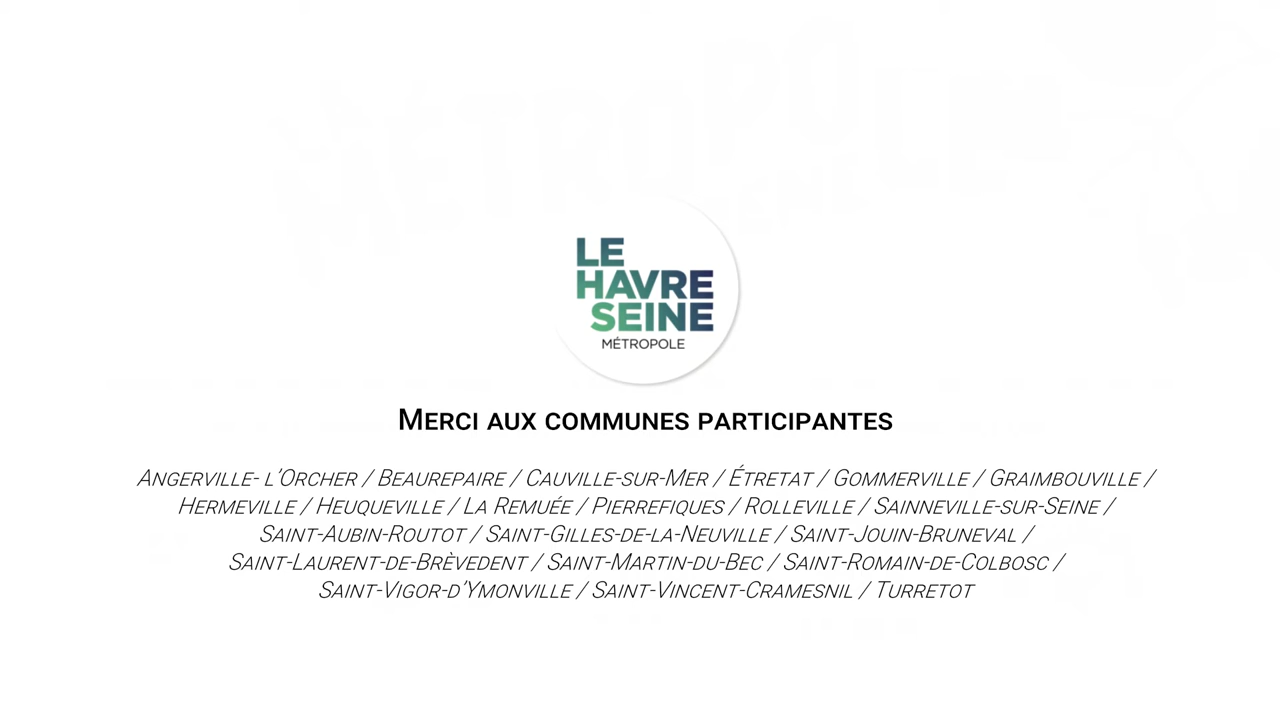 LE
HAVRE
SEINE
MÉTROPOLE
MERCI AUX COMMUNES PARTICIPANTES
ANGERVILLE- L'ORCHER / BEAUREPAIRE / CAUVILLE-SUR-MER / ÉTRETAT / GOMMERVILLE / GRAIMBOUVILLE /
HERMEVILLE / HEUQUEVILLE / LA REMUÉE / PIERREFIQUES / ROLLEVILLE / SAINNEVILLE-SUR-SEINE /
SAINT-AUBIN-ROUTOT / SAINT-GILLES-DE-LA-NEUVILLE / SAINT-JOUIN-BRUNEVAL /
SAINT-LAURENT-DE-BRÈVEDENT / SAINT-MARTIN-DU-BEC / SAINT-ROMAIN-DE-COLBOSC /
SAINT-VIGOR-D'YMONVILLE / SAINT-VINCENT-CRAMESNIL / TURRETOT